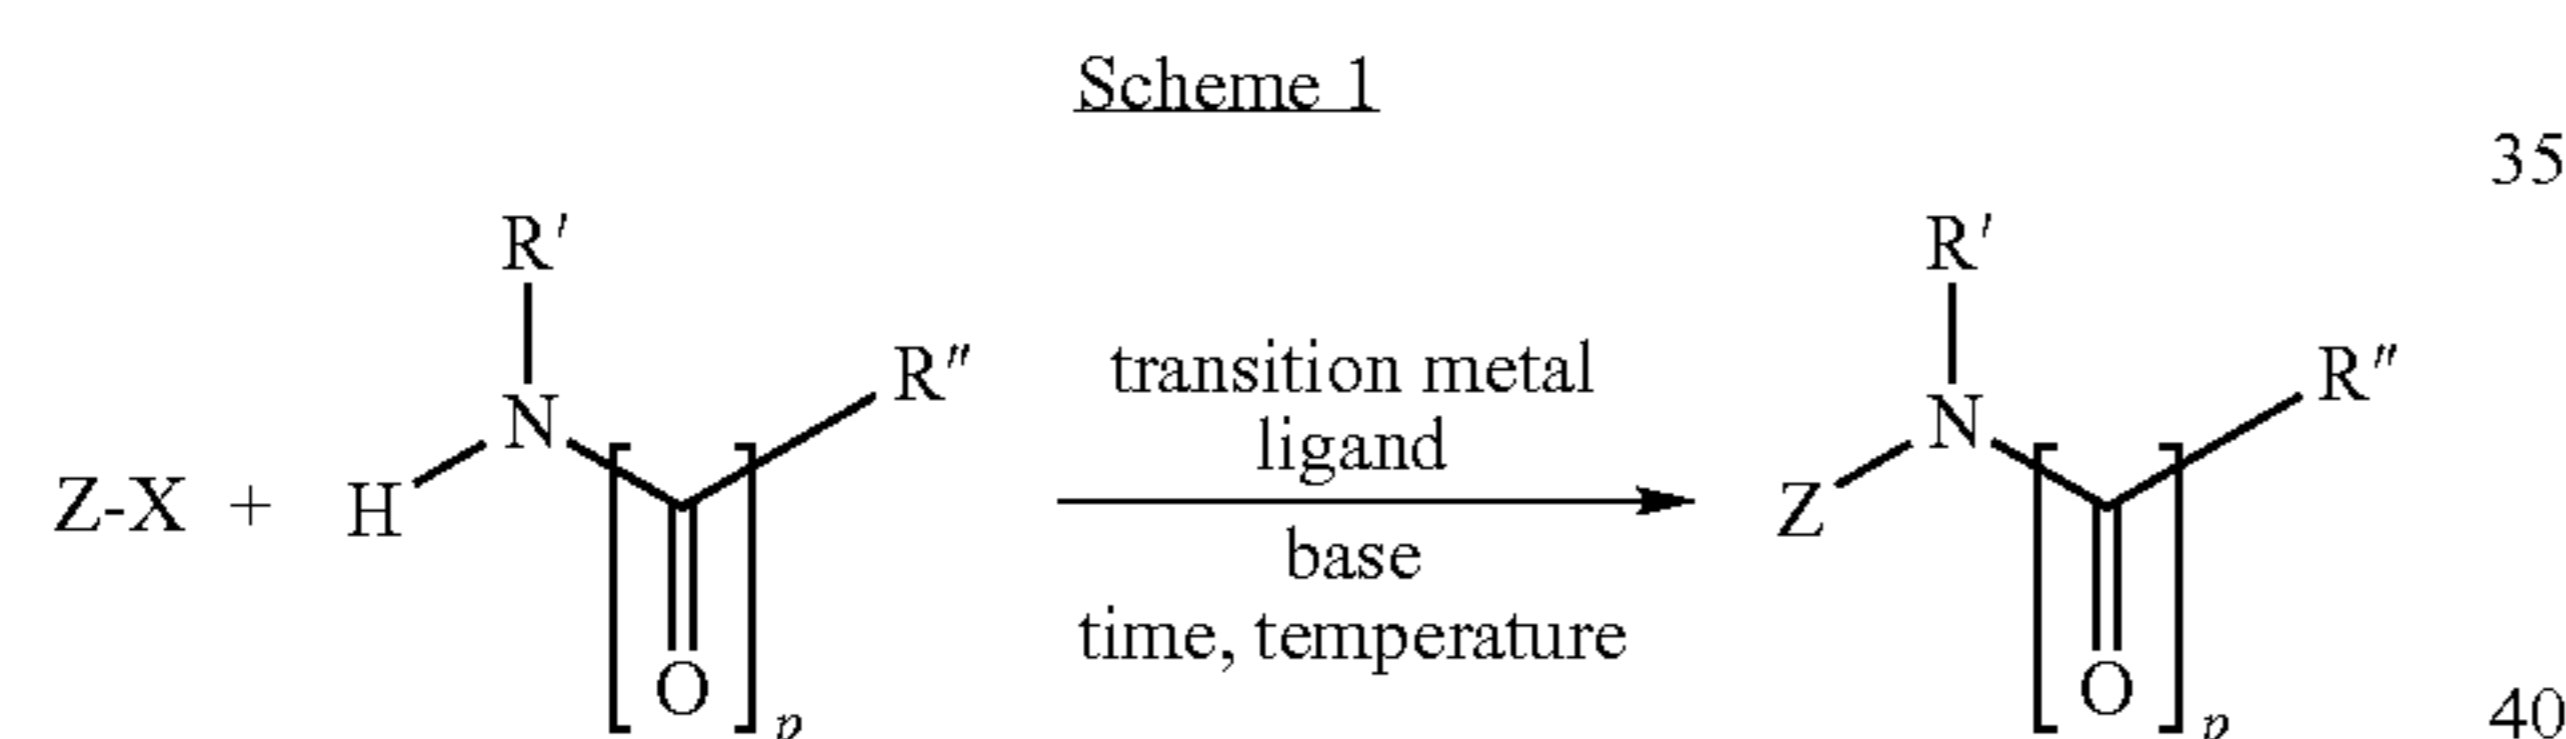 Scheme 1
35
R′ R′
R″ transition metal R″
N ligand N
Z-X + H Z
base
time, temperature
O O
p p
40